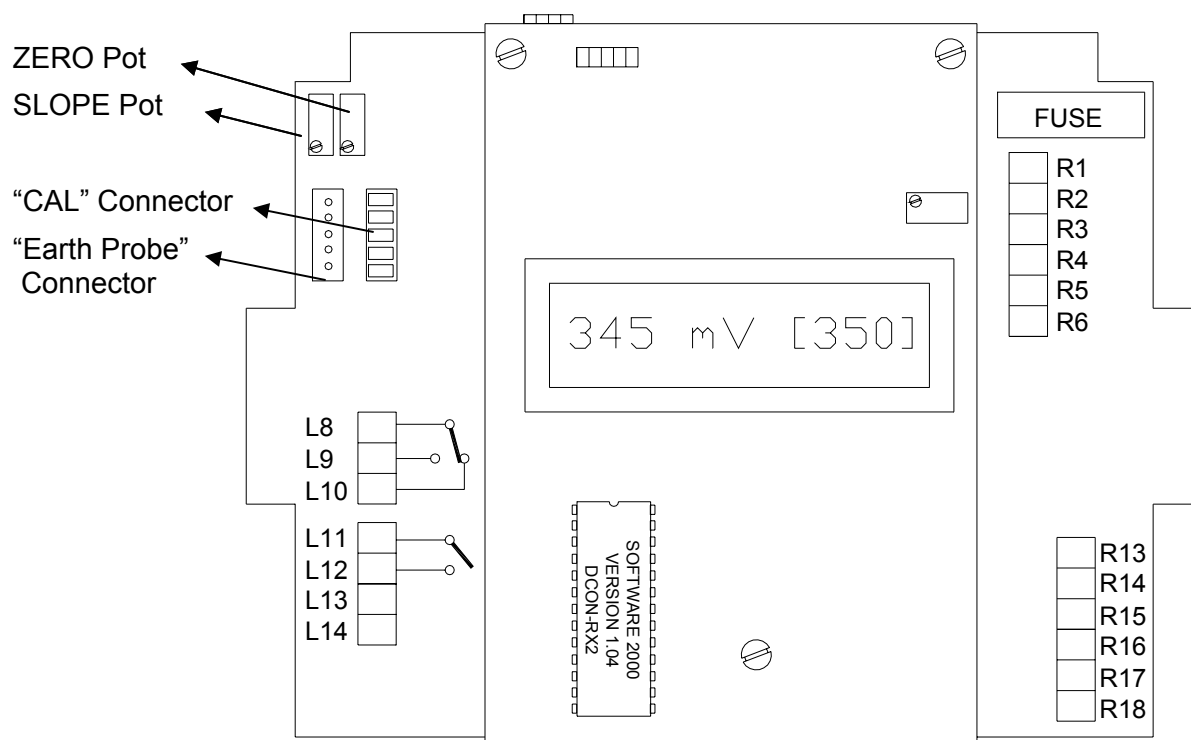 ZERO Pot
SLOPE Pot
“CAL” Connector
“Earth Probe”
Connector
FUSE
R1
R2
R3
R4
R5
R6
345 mV [350]
L8
L9
L10
L11
L12
L13
L14
SOFTWARE 2000
VERSION 1.04
DCON-RX2
R13
R14
R15
R16
R17
R18